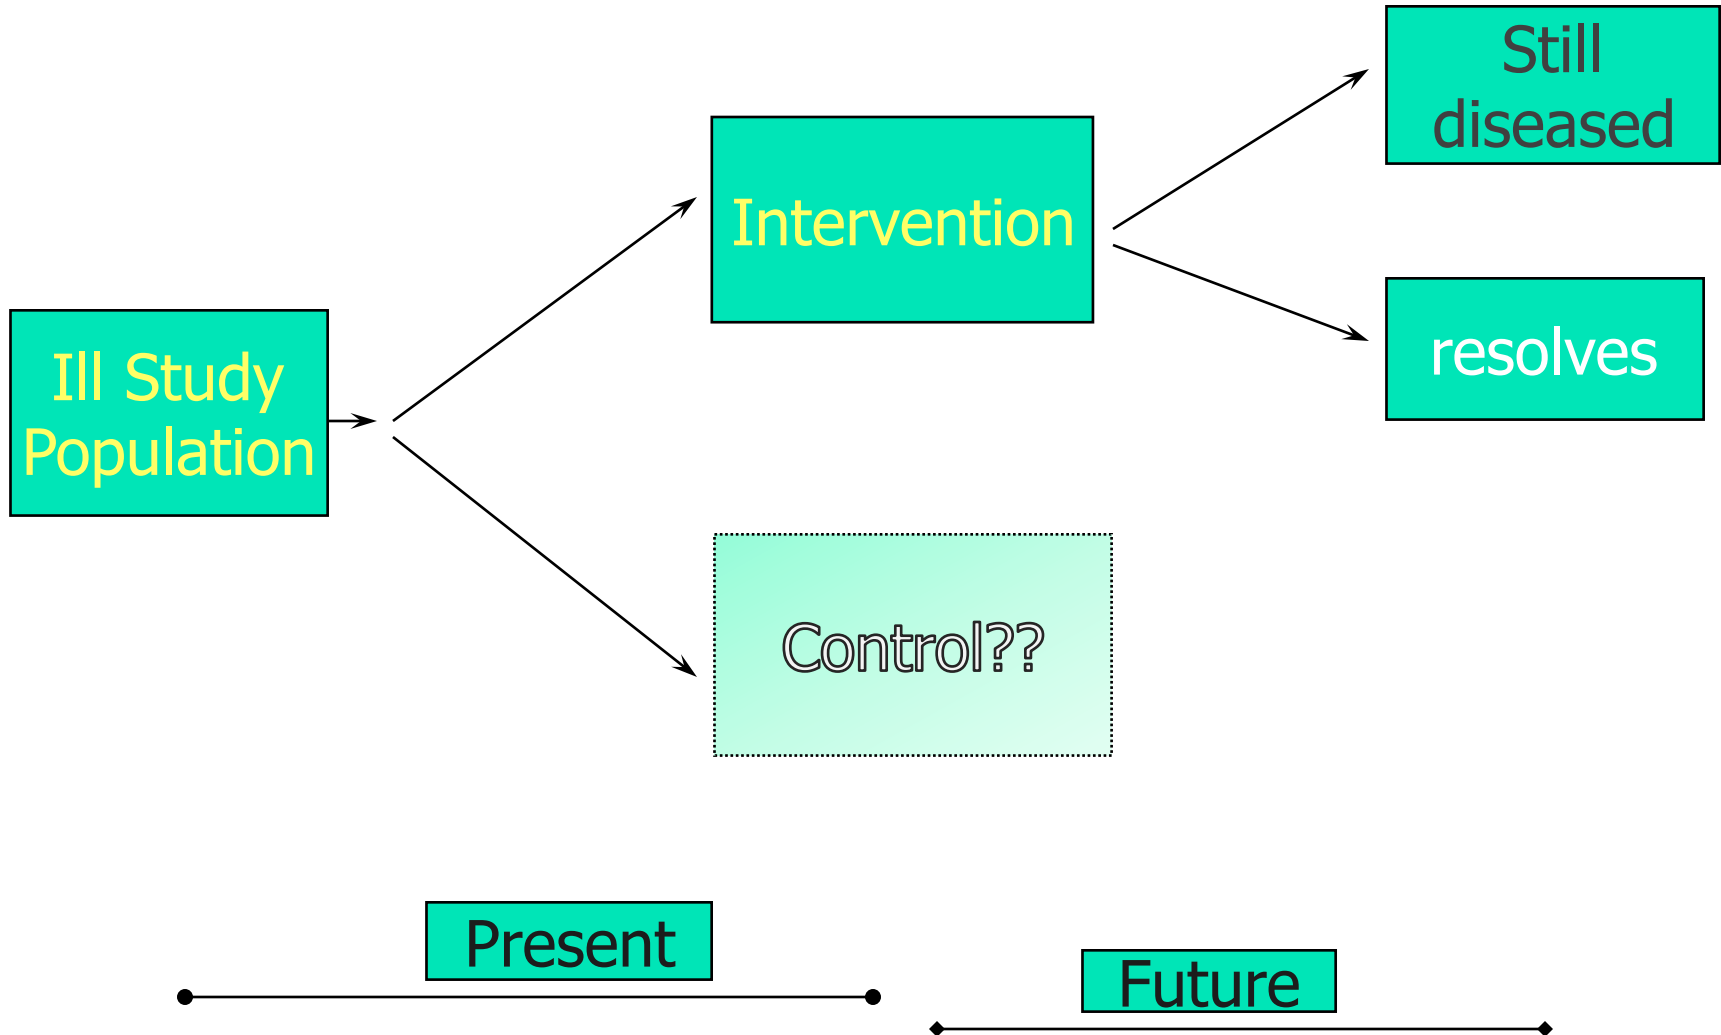 Still
diseased
Intervention
resolves
Ill Study
Population
Control??
Present
Future